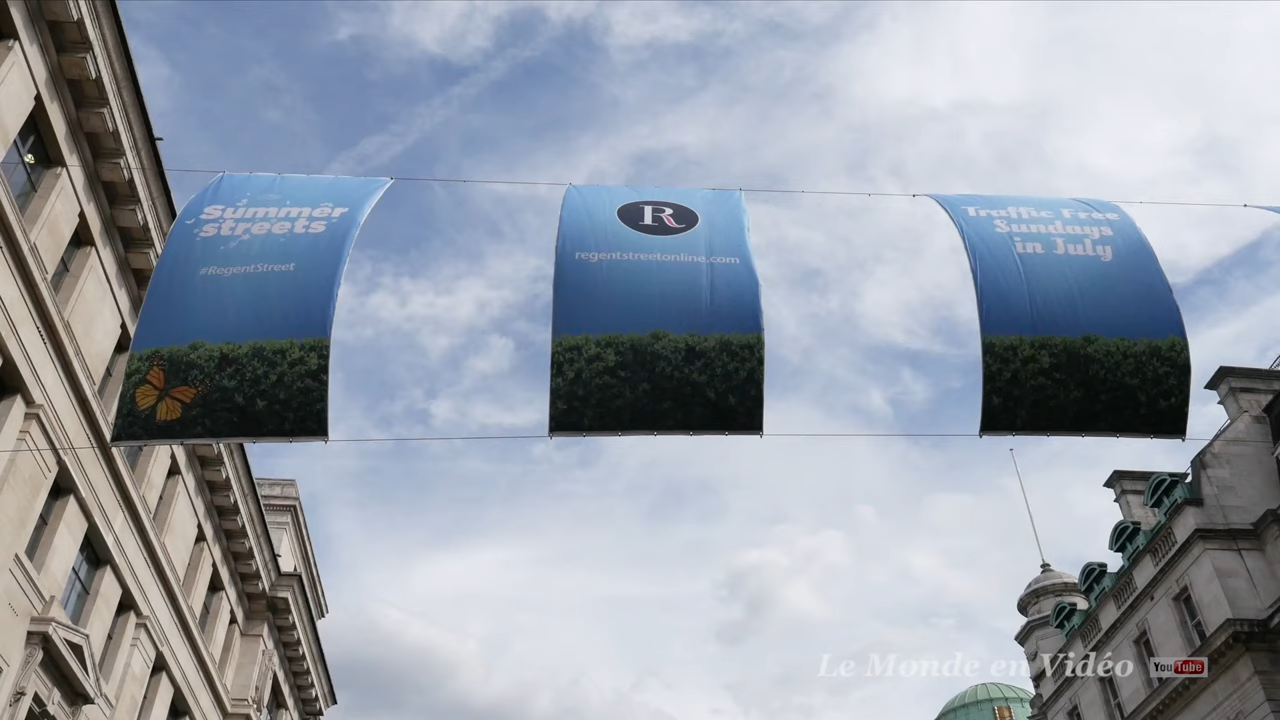 Summer
streets
#RegentStreet
R
regentstreetonline.com
Traffic Free
Sundays
in July
Le Monde en Vidéo
YouTube